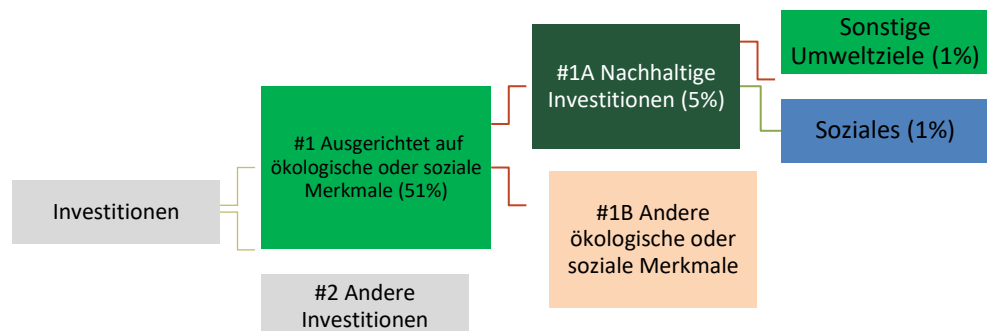 Investitionen
#1 Ausgerichtet auf
ökologische oder soziale
Merkmale (51%)
#2 Andere
Investitionen
#1A Nachhaltige
Investitionen (5%)
#1B Andere
ökologische oder
soziale Merkmale
Sonstige
Umweltziele (1%)
Soziales (1%)